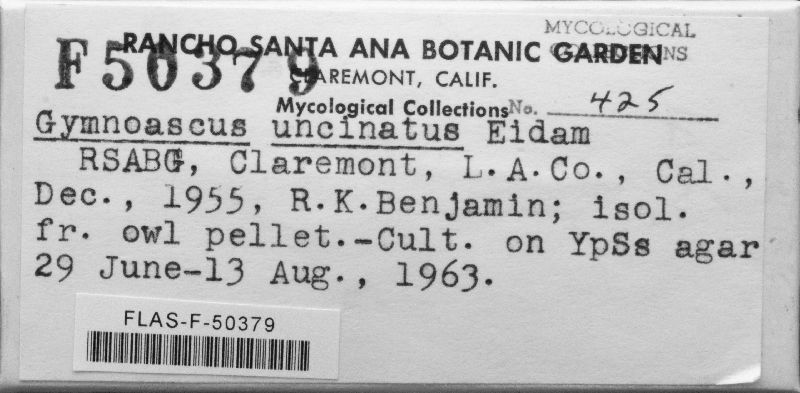 MYCOLOGICAL
RANCHO SANTA ANA BOTANIC GARDEN
F50379
CLAREMONT, CALIF.
Mycological Collections No. 425
Gymnoascus uncinatus Eidam
RSABG, Claremont, L.A.Co., Cal.,
Dec., 1955, R.K.Benjamin; isol.
fr. owl pellet.-Cult. on YpSs agar
29 June-13 Aug., 1963.
FLAS-F-50379